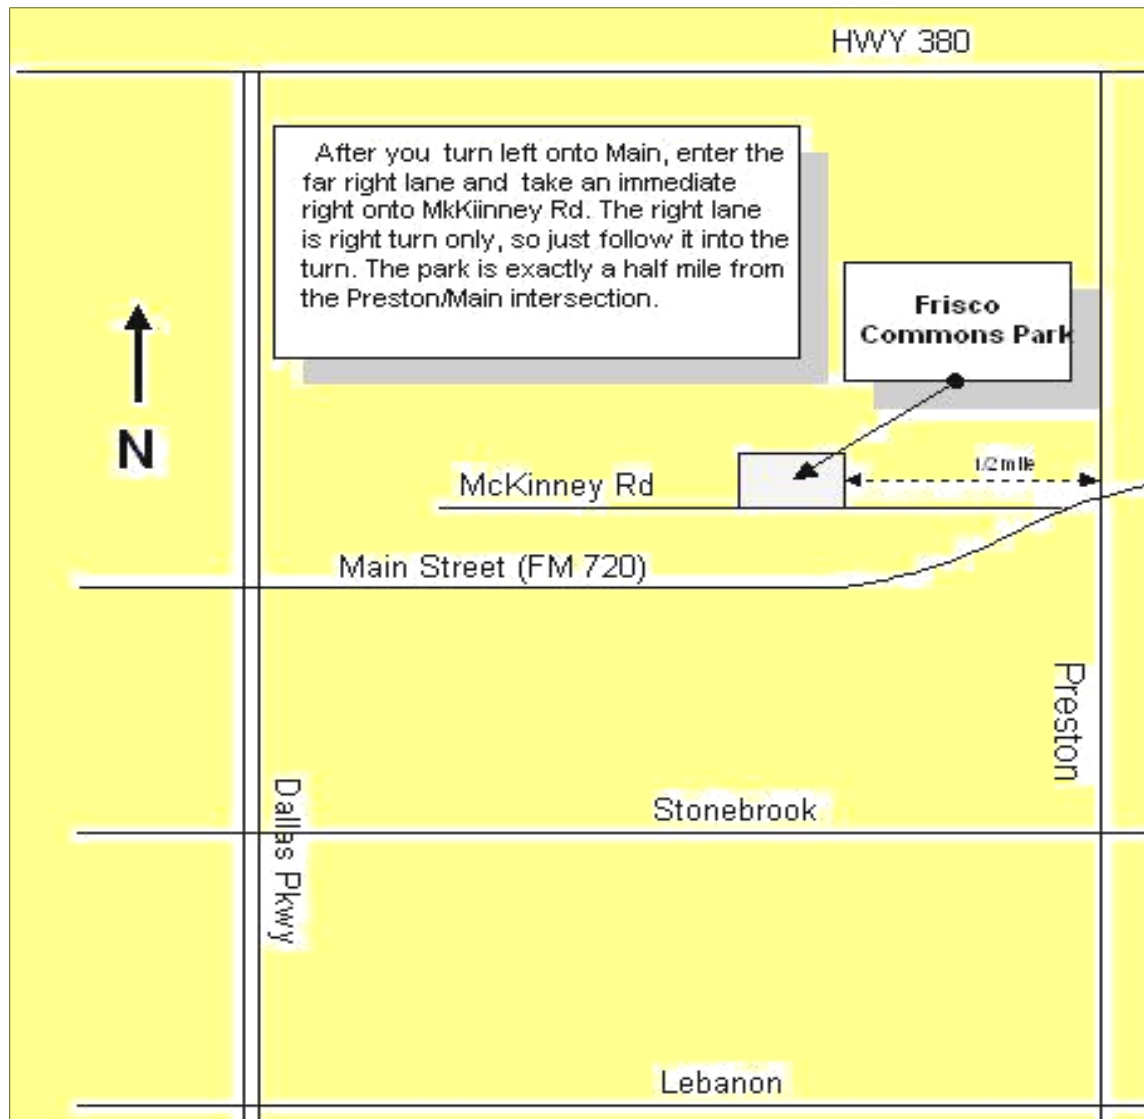 HWY 380
After you turn left onto Main, enter the
far right lane and take an immediate
right onto MkKiinney Rd. The right lane
is right turn only, so just follow it into the
turn. The park is exactly a half mile from
the Preston/Main intersection.
Frisco
Commons Park
N
1/2 mile
McKinney Rd
Main Street (FM 720)
Preston
Dallas Pkwy
Stonebrook
Lebanon